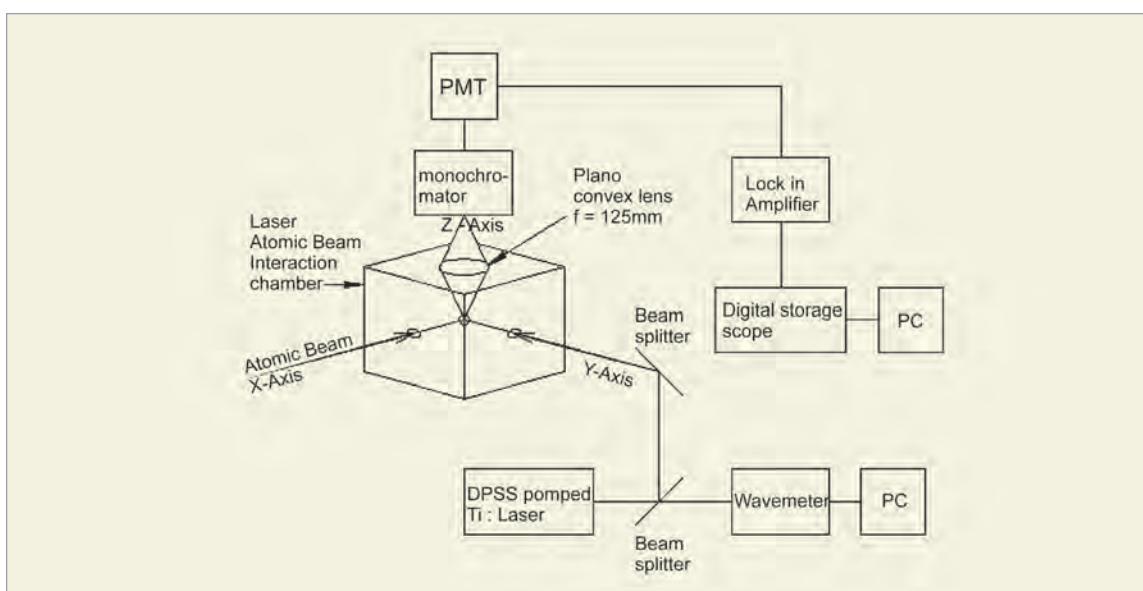 PMT
monochro-
mator
Plano
convex lens
f = 125mm
Lock in
Amplifier
Z - Axis
Laser
Atomic Beam
Interaction
chamber
Digital storage
scope
PC
Beam
splitter
Atomic Beam
X-Axis
Y-Axis
DPSS pomped
Ti : Laser
Wavemeter
PC
Beam
splitter